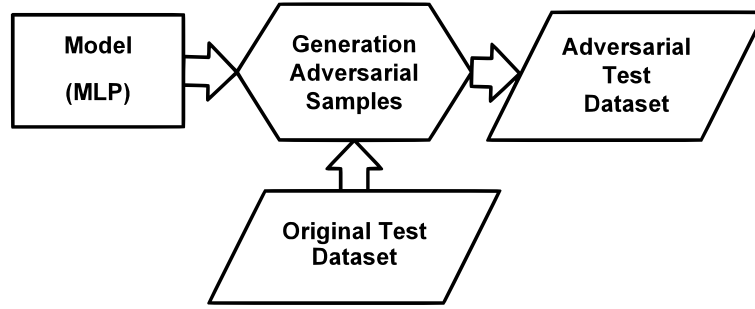 Model
(MLP)
Generation
Adversarial
Samples
Adversarial
Test
Dataset
Original Test
Dataset